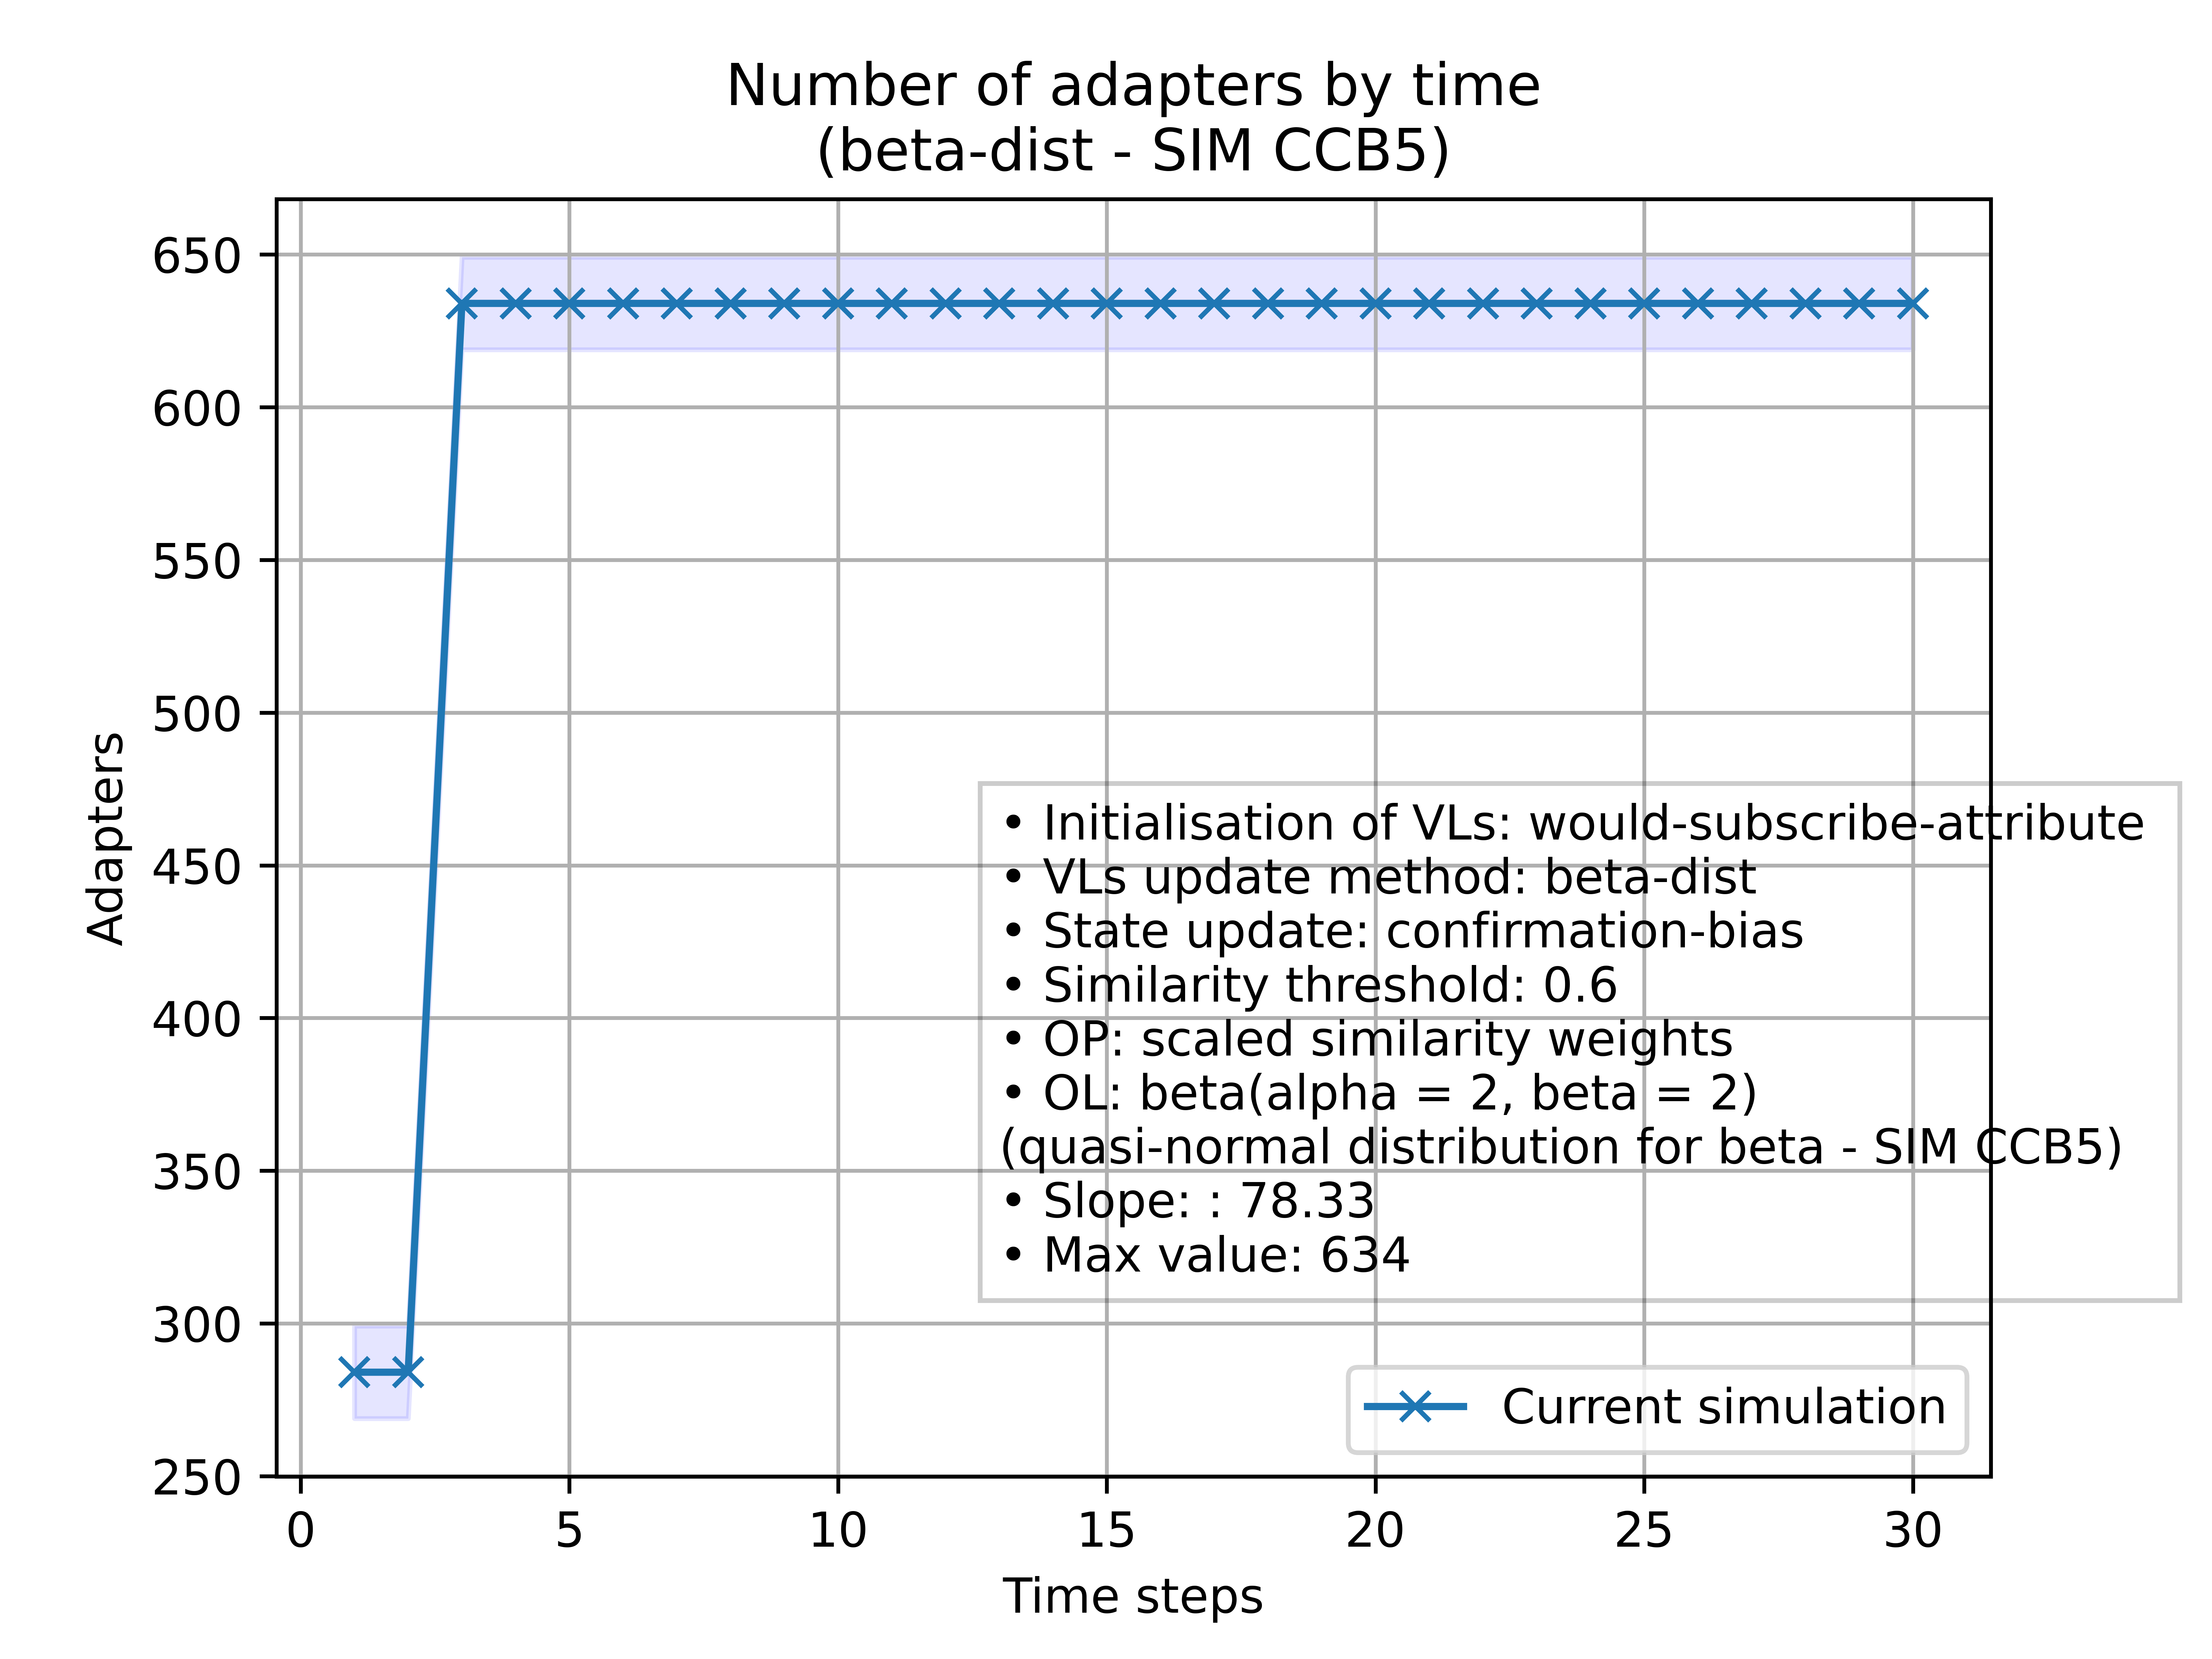 Number of adapters by time
(beta-dist - SIM CCB5)
650
600
550
500
450
400
350
300
250
Adapters
• Initialisation of VLs: would-subscribe-attribute
• VLs update method: beta-dist
• State update: confirmation-bias
• Similarity threshold: 0.6
• OP: scaled similarity weights
• OL: beta(alpha = 2, beta = 2)
(quasi-normal distribution for beta - SIM CCB5)
• Slope: : 78.33
• Max value: 634
Current simulation
0 5 10 15 20 25 30
Time steps